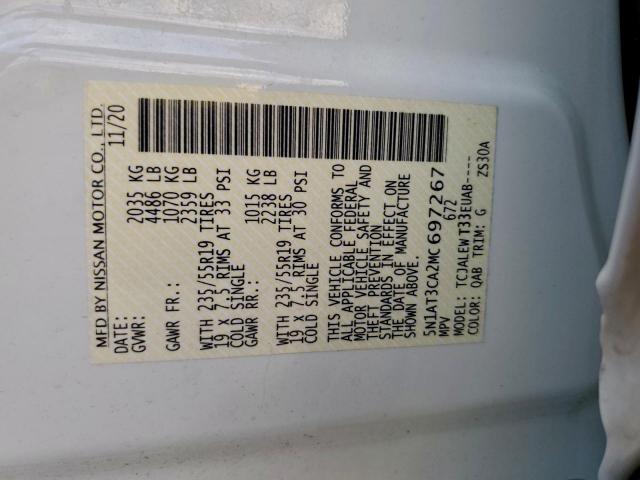 MFD BY NISSAN MOTOR CO., LTD.
DATE: 11/20
GVWR: 2035 KG
4486 LB
GAWR FR.: 1070 KG
2359 LB
WITH 235/55R19 TIRES
19 X 7.5 RIMS AT 33 PSI
COLD SINGLE
GAWR RR.: 1015 KG
2238 LB
WITH 235/55R19 TIRES
19 X 7.5 RIMS AT 30 PSI
COLD SINGLE
THIS VEHICLE CONFORMS TO
ALL APPLICABLE FEDERAL
MOTOR VEHICLE SAFETY AND
THEFT PREVENTION
STANDARDS IN EFFECT ON
THE DATE OF MANUFACTURE
SHOWN ABOVE.
5N1AT3CA2MC697267
MPV 672
MODEL: TCJALEWT33EUAB----
COLOR: QAB TRIM: G ZS30A